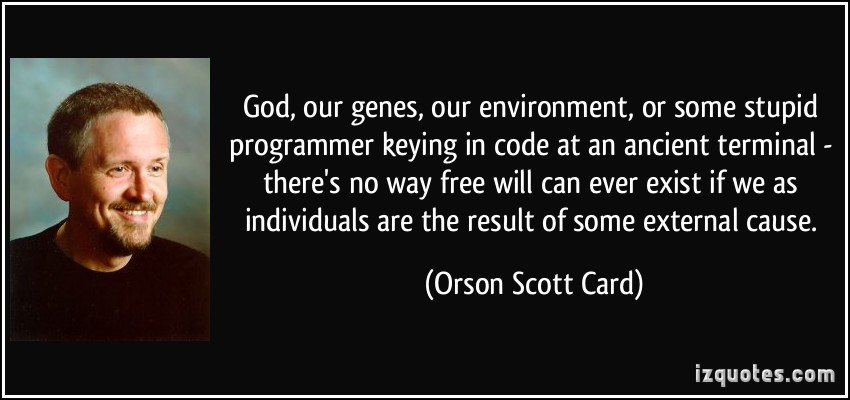 God, our genes, our environment, or some stupid
programmer keying in code at an ancient terminal -
there's no way free will can ever exist if we as
individuals are the result of some external cause.
(Orson Scott Card)
izquotes.com